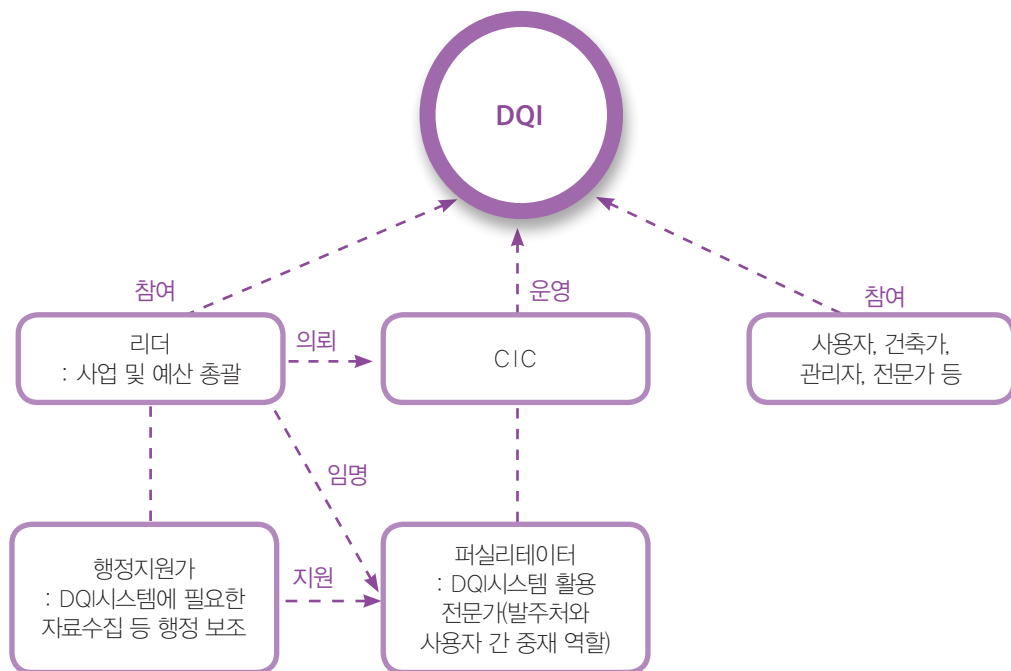 DQI
참여
운영
참여
리더
: 사업 및 예산 총괄
의뢰
CIC
사용자, 건축가,
관리자, 전문가 등
임명
행정지원가
: DQI시스템에 필요한
자료수집 등 행정 보조
지원
퍼실리테이터
: DQI시스템 활용
전문가(발주처와
사용자 간 중재 역할)